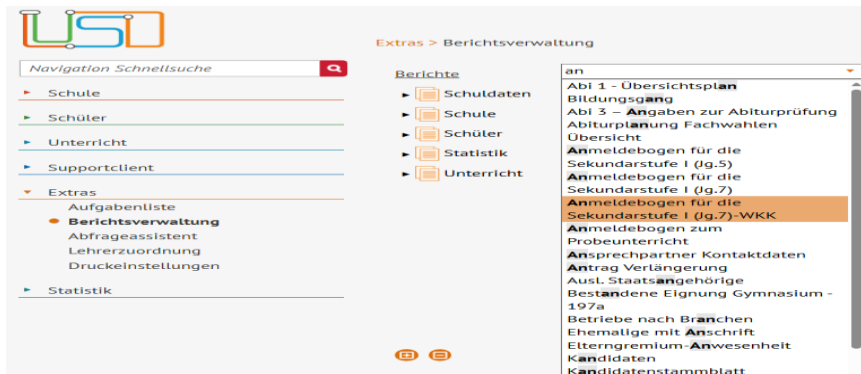 USD
Extras > Berichtsverwaltung
Navigation Schnellsuche
Schule
Schüler
Unterricht
Supportclient
Extras
Aufgabenliste
Berichtsverwaltung
Abfrageassistent
Lehrerzuordnung
Druckeinstellungen
Statistik
Berichte
Schuldaten
Schule
Schüler
Statistik
Unterricht
an
Abi 1 - Übersichtsplan
Bildungsgang
Abi 3 – Angaben zur Abiturprüfung
Abiturplanung Fachwahlen
Übersicht
Anmeldebogen für die
Sekundarstufe I (Jg.5)
Anmeldebogen für die
Sekundarstufe I (Jg.7)
Anmeldebogen für die
Sekundarstufe I (Jg.7)-WKK
Anmeldebogen zum
Probeunterricht
Ansprechpartner Kontaktdaten
Antrag Verlängerung
Ausl. Staatsangehörige
Bestandene Eignung Gymnasium -
197a
Betriebe nach Branchen
Ehemalige mit Anschrift
Elterngremium-Anwesenheit
Kandidaten
Kandidatenstammblatt